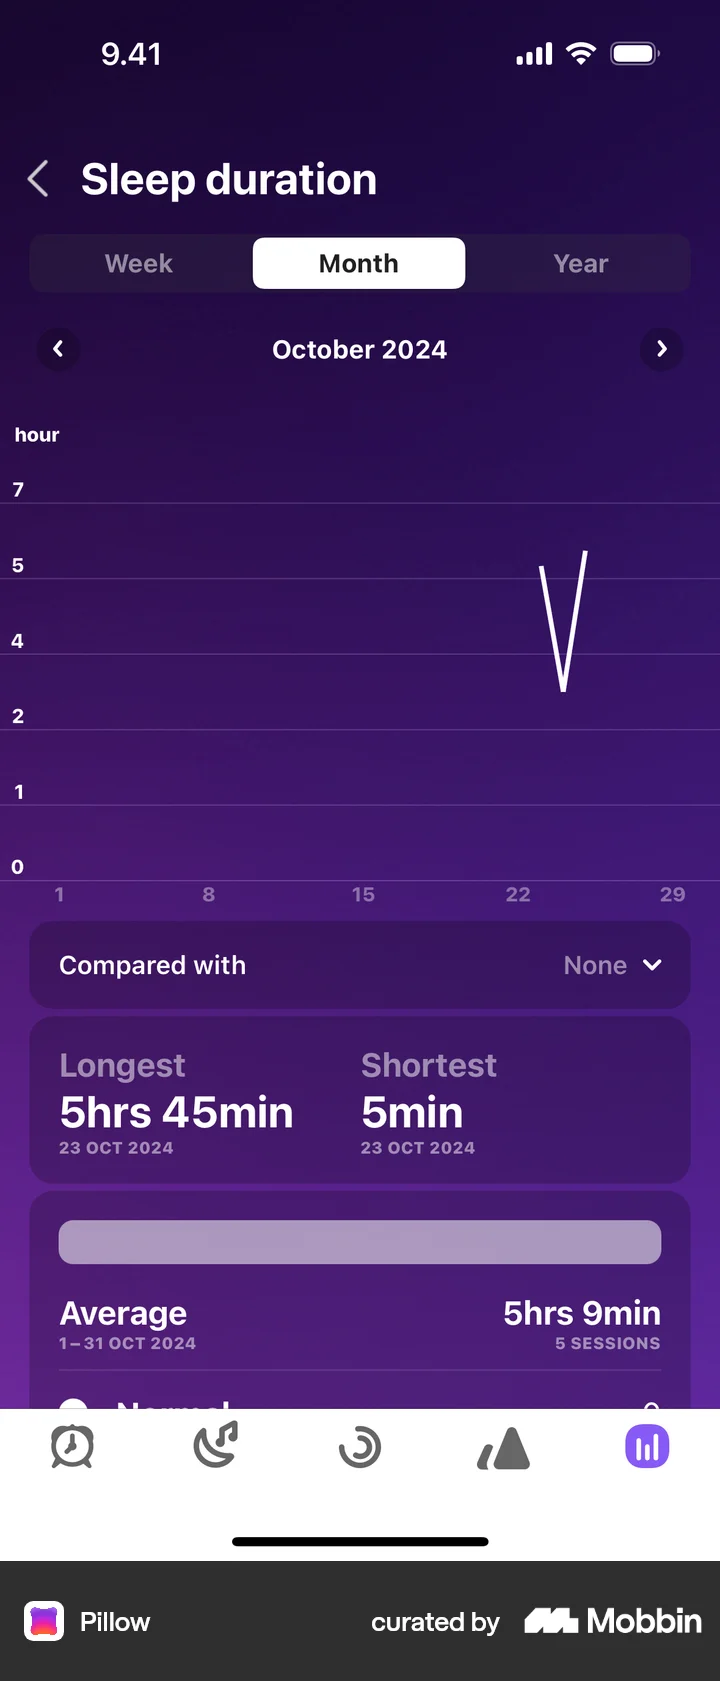 9.41
Sleep duration
Week Month Year
October 2024
hour
7
5
4
2
1
0
1 8 15 22 29
Compared with None
Longest Shortest
5hrs 45min 5min
23 OCT 2024 23 OCT 2024
Average 5hrs 9min
1–31 OCT 2024 5 SESSIONS
Normal
Pillow curated by Mobbin